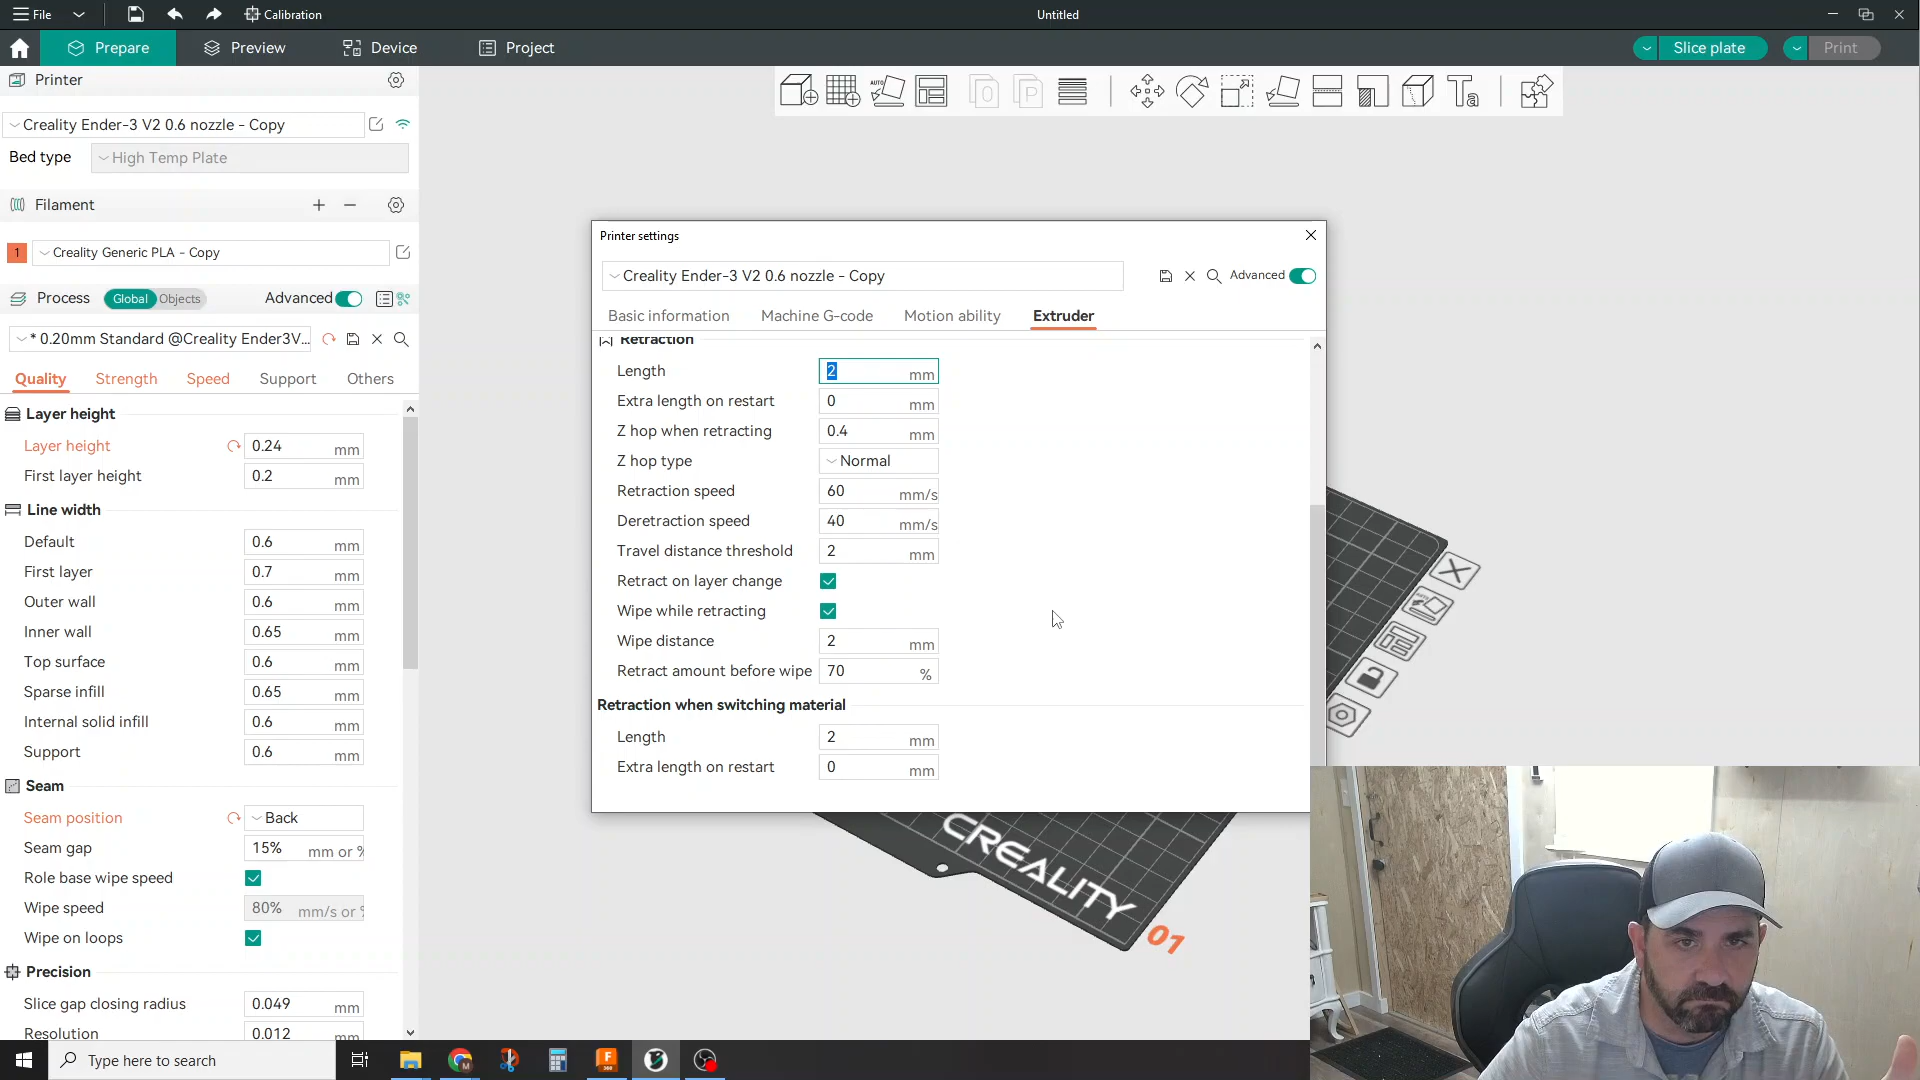 File
Calibration
Untitled
Prepare
Preview
Device
Project
Slice plate
Print
Printer
Creality Ender-3 V2 0.6 nozzle - Copy
Bed type
High Temp Plate
Filament
1
Creality Generic PLA - Copy
Process
Global
Objects
Advanced
* 0.20mm Standard @Creality Ender3V...
Quality
Strength
Speed
Support
Others
Layer height
Layer height 0.24 mm
First layer height 0.2 mm
Line width
Default 0.6 mm
First layer 0.7 mm
Outer wall 0.6 mm
Inner wall 0.65 mm
Top surface 0.6 mm
Sparse infill 0.65 mm
Internal solid infill 0.6 mm
Support 0.6 mm
Seam
Seam position Back
Seam gap 15% mm or %
Role base wipe speed
Wipe speed 80% mm/s or %
Wipe on loops
Precision
Slice gap closing radius 0.049 mm
Resolution 0.012 mm
Printer settings
Creality Ender-3 V2 0.6 nozzle - Copy
Advanced
Basic information
Machine G-code
Motion ability
Extruder
Retraction
Length 2 mm
Extra length on restart 0 mm
Z hop when retracting 0.4 mm
Z hop type Normal
Retraction speed 60 mm/s
Deretraction speed 40 mm/s
Travel distance threshold 2 mm
Retract on layer change
Wipe while retracting
Wipe distance 2 mm
Retract amount before wipe 70 %
Retraction when switching material
Length 2 mm
Extra length on restart 0 mm
CREALITY
01
Type here to search